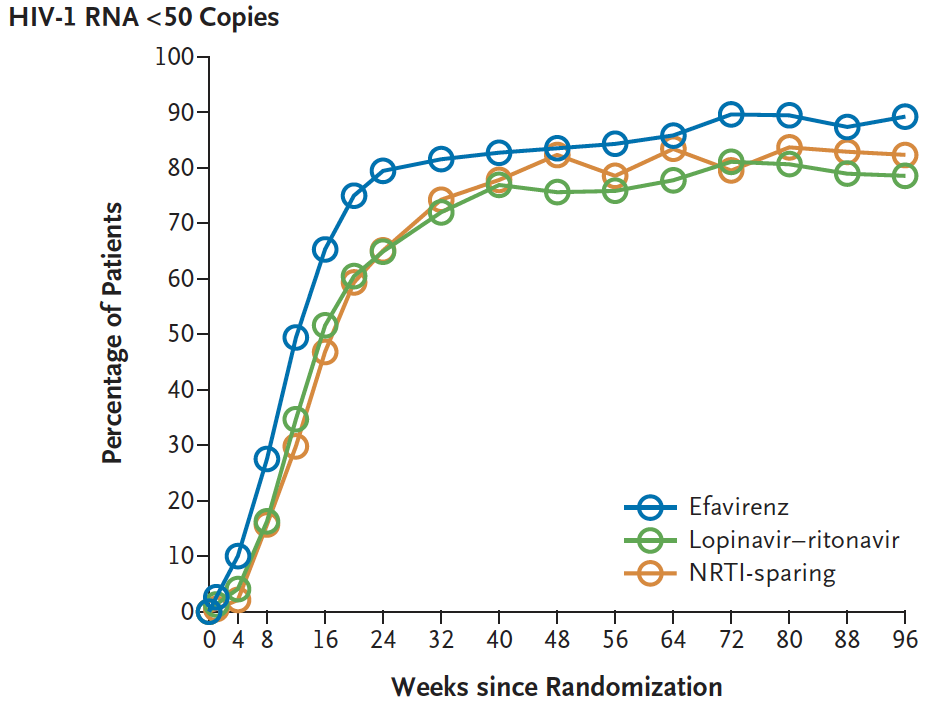 HIV-1 RNA <50 Copies
100
90
80
70
60
50
40
30
20
10
0
Percentage of Patients
Efavirenz
Lopinavir–ritonavir
NRTI-sparing
0 4 8 16 24 32 40 48 56 64 72 80 88 96
Weeks since Randomization